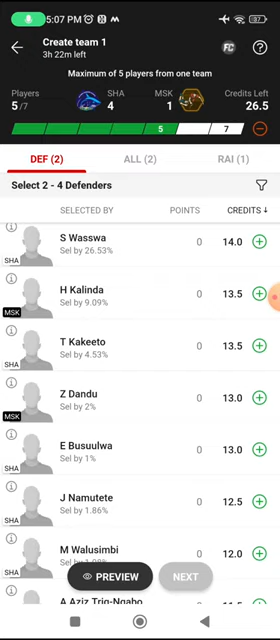 5:07 PM
37
Create team 1
3h 22m left
FC
?
Maximum of 5 players from one team
Players
5/7
SHA
4
MSK
1
Credits Left
26.5
5
7
DEF (2)
ALL (2)
RAI (1)
Select 2 - 4 Defenders
SELECTED BY
POINTS
CREDITS ↓
S Wasswa
Sel by 26.53%
0
14.0
SHA
H Kalinda
Sel by 9.09%
0
13.5
MSK
T Kakeeto
Sel by 4.53%
0
13.5
SHA
Z Dandu
Sel by 2%
0
13.0
MSK
E Busuulwa
Sel by 1%
0
13.0
SHA
J Namutete
Sel by 1.86%
0
12.5
SHA
M Walusimbi
0
12.0
SHA
PREVIEW
NEXT